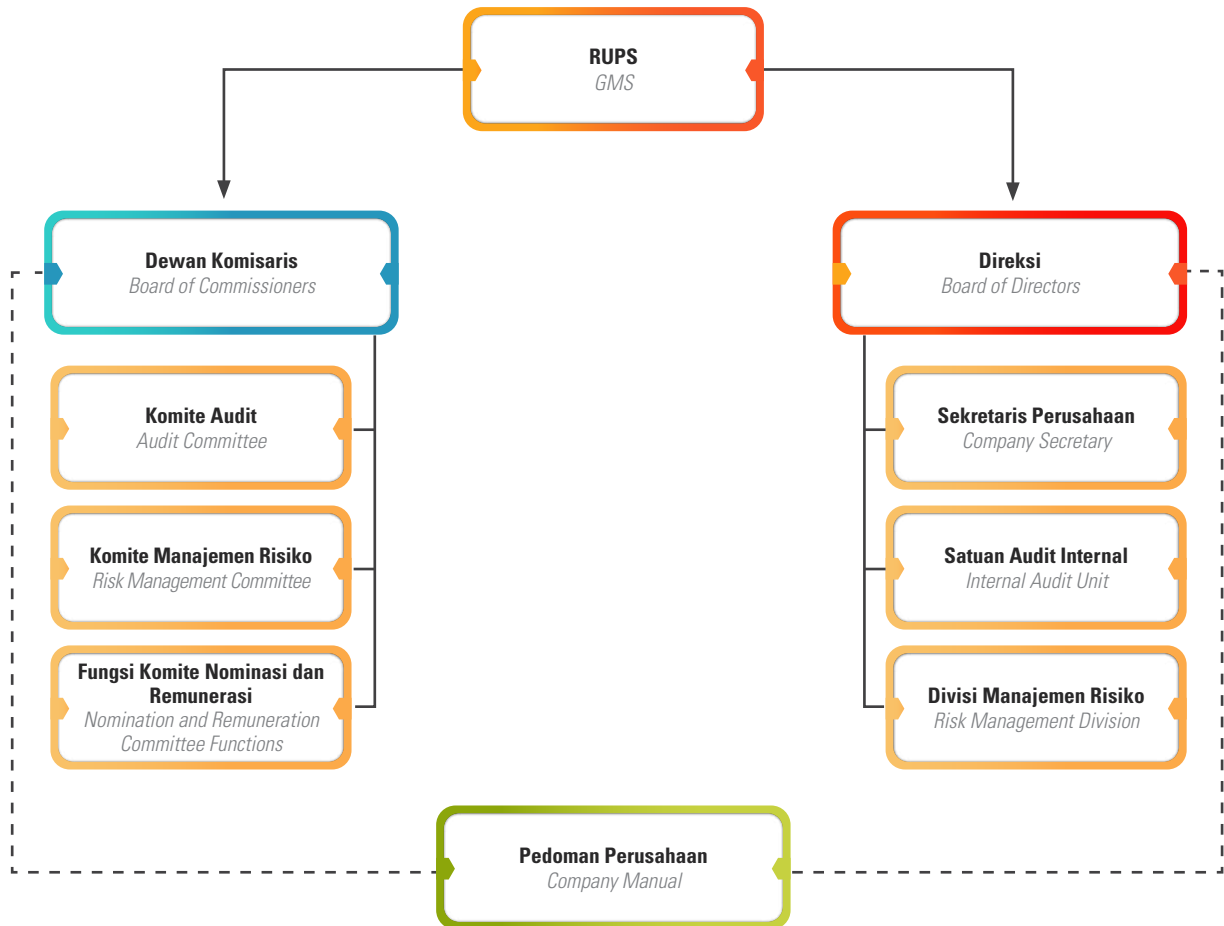 RUPS
GMS
Dewan Komisaris
Board of Commissioners
Direksi
Board of Directors
Komite Audit
Audit Committee
Sekretaris Perusahaan
Company Secretary
Komite Manajemen Risiko
Risk Management Committee
Satuan Audit Internal
Internal Audit Unit
Fungsi Komite Nominasi dan
Remunerasi
Nomination and Remuneration
Committee Functions
Divisi Manajemen Risiko
Risk Management Division
Pedoman Perusahaan
Company Manual